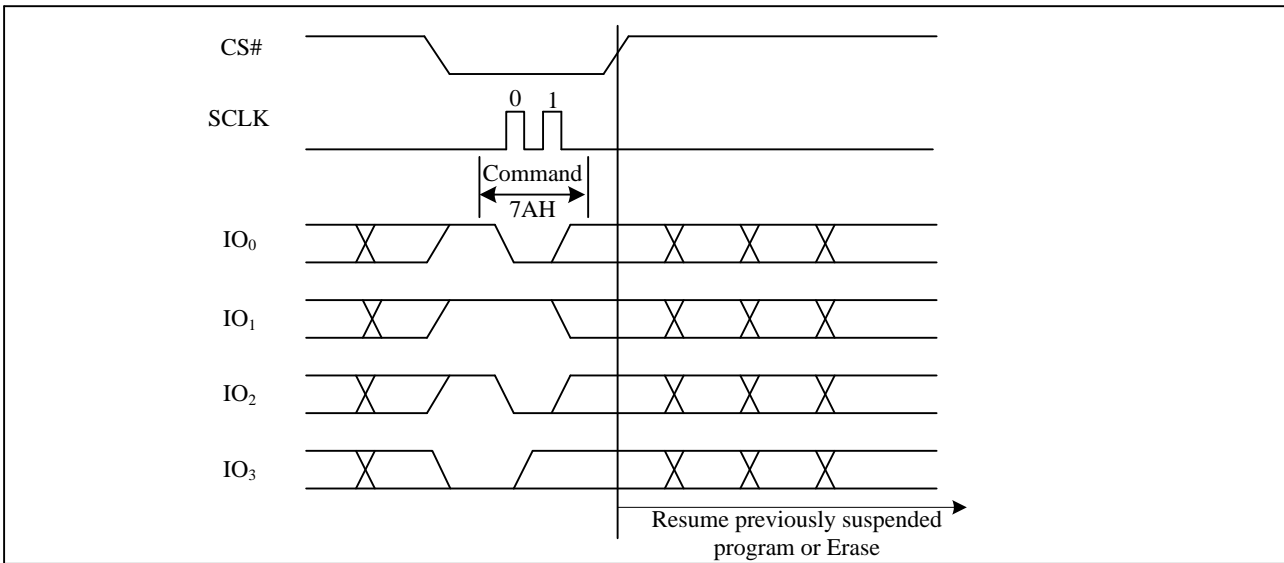 CS#
0 1
SCLK
Command
7AH
IO₀
IO₁
IO₂
IO₃
Resume previously suspended
program or Erase